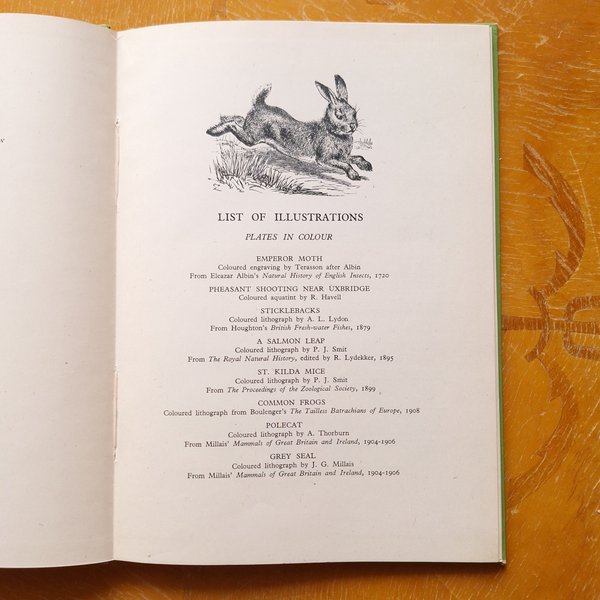 LIST OF ILLUSTRATIONS
PLATES IN COLOUR
EMPEROR MOTH
Coloured engraving by Terasson after Albin
From Eleazar Albin's Natural History of English Insects, 1720
PHEASANT SHOOTING NEAR UXBRIDGE
Coloured aquatint by R. Havell
STICKLEBACKS
Coloured lithograph by A. L. Lydon
From Houghton's British Fresh-water Fishes, 1879
A SALMON LEAP
Coloured lithograph by P. J. Smit
From The Royal Natural History, edited by R. Lydekker, 1895
ST. KILDA MICE
Coloured lithograph by P. J. Smit
From The Proceedings of the Zoological Society, 1899
COMMON FROGS
Coloured lithograph from Boulenger's The Tailless Batrachians of Europe, 1908
POLECAT
Coloured lithograph by A. Thorburn
From Millais' Mammals of Great Britain and Ireland, 1904-1906
GREY SEAL
Coloured lithograph by J. G. Millais
From Millais' Mammals of Great Britain and Ireland, 1904-1906